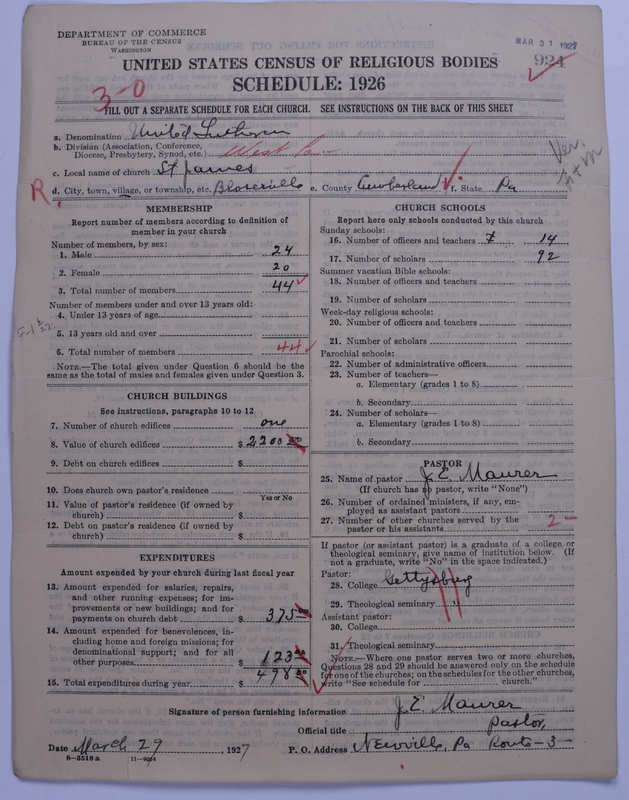 DEPARTMENT OF COMMERCE
BUREAU OF THE CENSUS
WASHINGTON
MAR 31 1927
924
UNITED STATES CENSUS OF RELIGIOUS BODIES
SCHEDULE: 1926
3-0
FILL OUT A SEPARATE SCHEDULE FOR EACH CHURCH. SEE INSTRUCTIONS ON THE BACK OF THIS SHEET
a. Denomination United Lutheran
b. Division (Association, Conference, Diocese, Presbytery, Synod, etc.) West Pa
Ver.
c. Local name of church St James
R. d. City, town, village, or township, etc. Bloserville e. County Cumberland f. State Pa
MEMBERSHIP
Report number of members according to definition of
member in your church
Number of members, by sex:
1. Male 24
2. Female 20
3. Total number of members 44
Number of members under and over 13 years old:
4. Under 13 years of age
5. 13 years old and over
6. Total number of members 44
NOTE.—The total given under Question 6 should be
same as the total of males and females given under Question 3.
CHURCH BUILDINGS
See instructions, paragraphs 10 to 12
7. Number of church edifices one
8. Value of church edifices $ 2200 00
9. Debt on church edifices $
10. Does church own pastor's residence
Yes or No
11. Value of pastor's residence (if owned by
church) $
12. Debt on pastor's residence (if owned by
church) $
EXPENDITURES
Amount expended by your church during last fiscal year
13. Amount expended for salaries, repairs,
and other running expenses; for im-
provements or new buildings; and for
payments on church debt $ 375 00
14. Amount expended for benevolences, in-
cluding home and foreign missions; for
denominational support; and for all
other purposes $ 123 00
15. Total expenditures during year $ 498 00
CHURCH SCHOOLS
Report here only schools conducted by this church
Sunday schools:
16. Number of officers and teachers 14
17. Number of scholars 92
Summer vacation Bible schools:
18. Number of officers and teachers
19. Number of scholars
Week-day religious schools:
20. Number of officers and teachers
21. Number of scholars
Parochial schools:
22. Number of administrative officers
23. Number of teachers—
a. Elementary (grades 1 to 8)
b. Secondary
24. Number of scholars—
a. Elementary (grades 1 to 8)
b. Secondary
PASTOR
25. Name of pastor J. E. Maurer
(If church has no pastor, write "None")
26. Number of ordained ministers, if any, em-
ployed as assistant pastors
27. Number of other churches served by the
pastor or his assistants 2-
If pastor (or assistant pastor) is a graduate of a college or
theological seminary, give name of institution below. (If
not a graduate, write "No" in the space indicated.)
Pastor:
28. College Gettysburg
29. Theological seminary "
Assistant pastor:
30. College
31. Theological seminary
NOTE.—Where one pastor serves two or more churches,
Questions 28 and 29 should be answered only on the schedule
for one of the churches; on the schedules for the other churches,
write "See schedule for church."
Signature of person furnishing information J. E. Maurer
Official title pastor,
Date March 29, 1927 P. O. Address Newville, Pa Route-3-
8-5518 a 11-9024